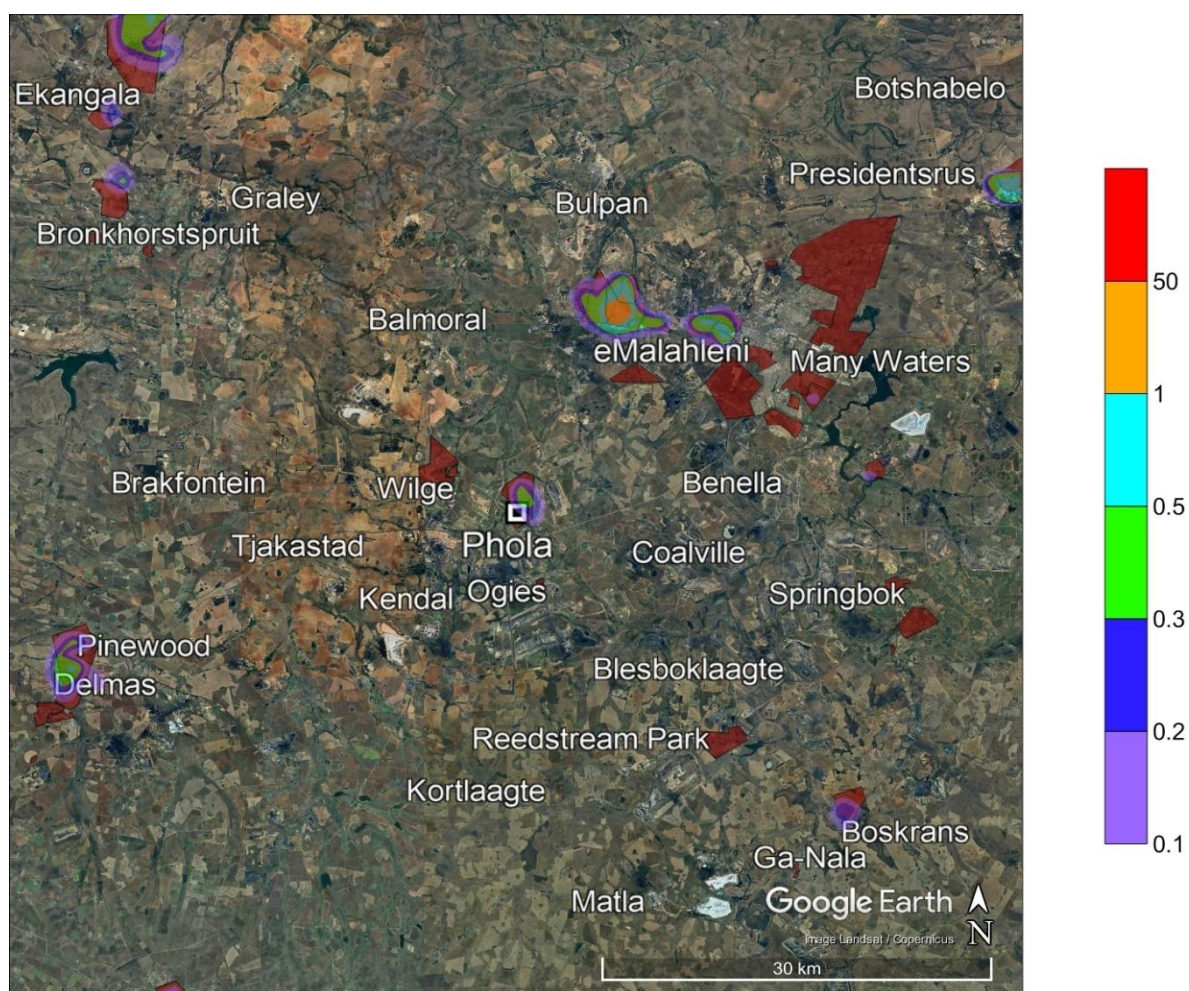 Ekangala
Botshabelo
Presidentsrus
Graley
Bulpan
Bronkhorstspruit
Balmoral
eMalahleni
Many Waters
Brakfontein
Wilge
Benella
Phola
Tjakastad
Coalville
Kendal
Ogies
Springbok
Pinewood
Delmas
Blesboklaagte
Reedstream Park
Kortlaagte
Boskrans
Ga-Nala
Matla
Google Earth
N
Image Landsat / Copernicus
30 km
50
1
0.5
0.3
0.2
0.1